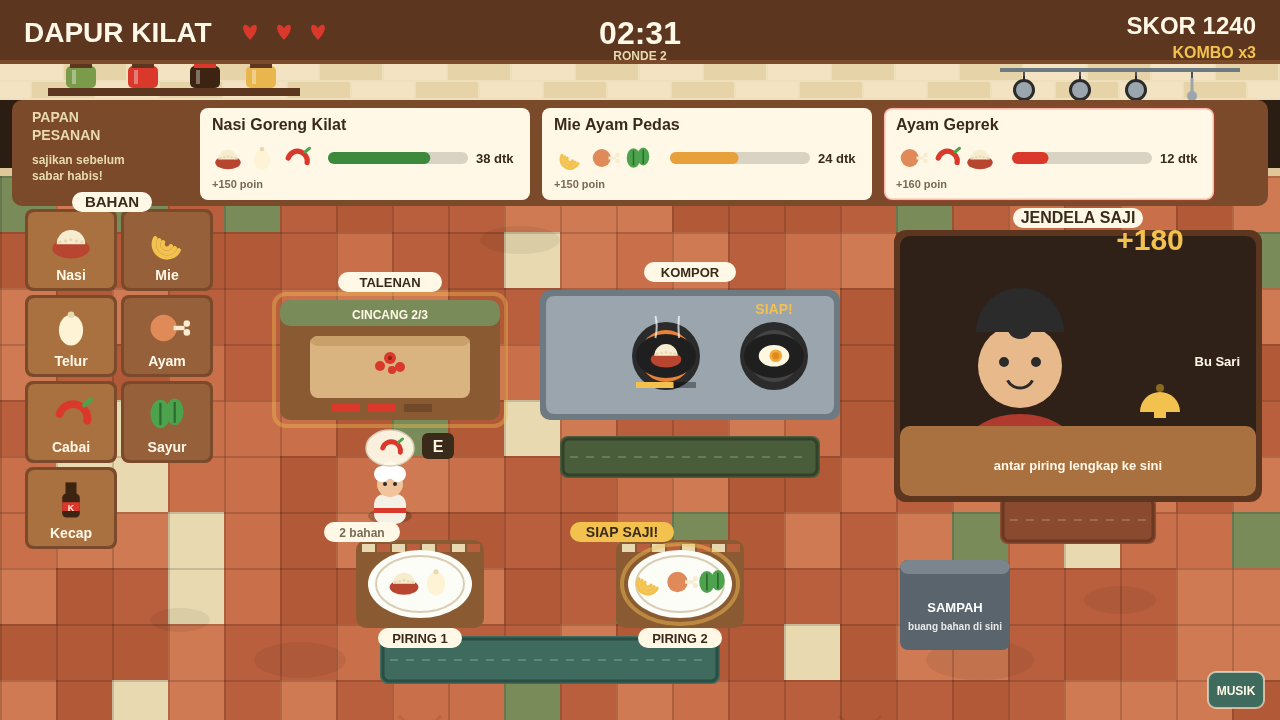 DAPUR KILAT
02:31
RONDE 2
SKOR 1240
KOMBO x3
PAPAN
PESANAN
sajikan sebelum
sabar habis!
Nasi Goreng Kilat
38 dtk
+150 poin
Mie Ayam Pedas
24 dtk
+150 poin
Ayam Geprek
12 dtk
+160 poin
BAHAN
Nasi
Mie
Telur
Ayam
Cabai
Sayur
K
Kecap
TALENAN
CINCANG 2/3
E
KOMPOR
SIAP!
JENDELA SAJI
+180
Bu Sari
antar piring lengkap ke sini
2 bahan
PIRING 1
SIAP SAJI!
PIRING 2
SAMPAH
buang bahan di sini
MUSIK